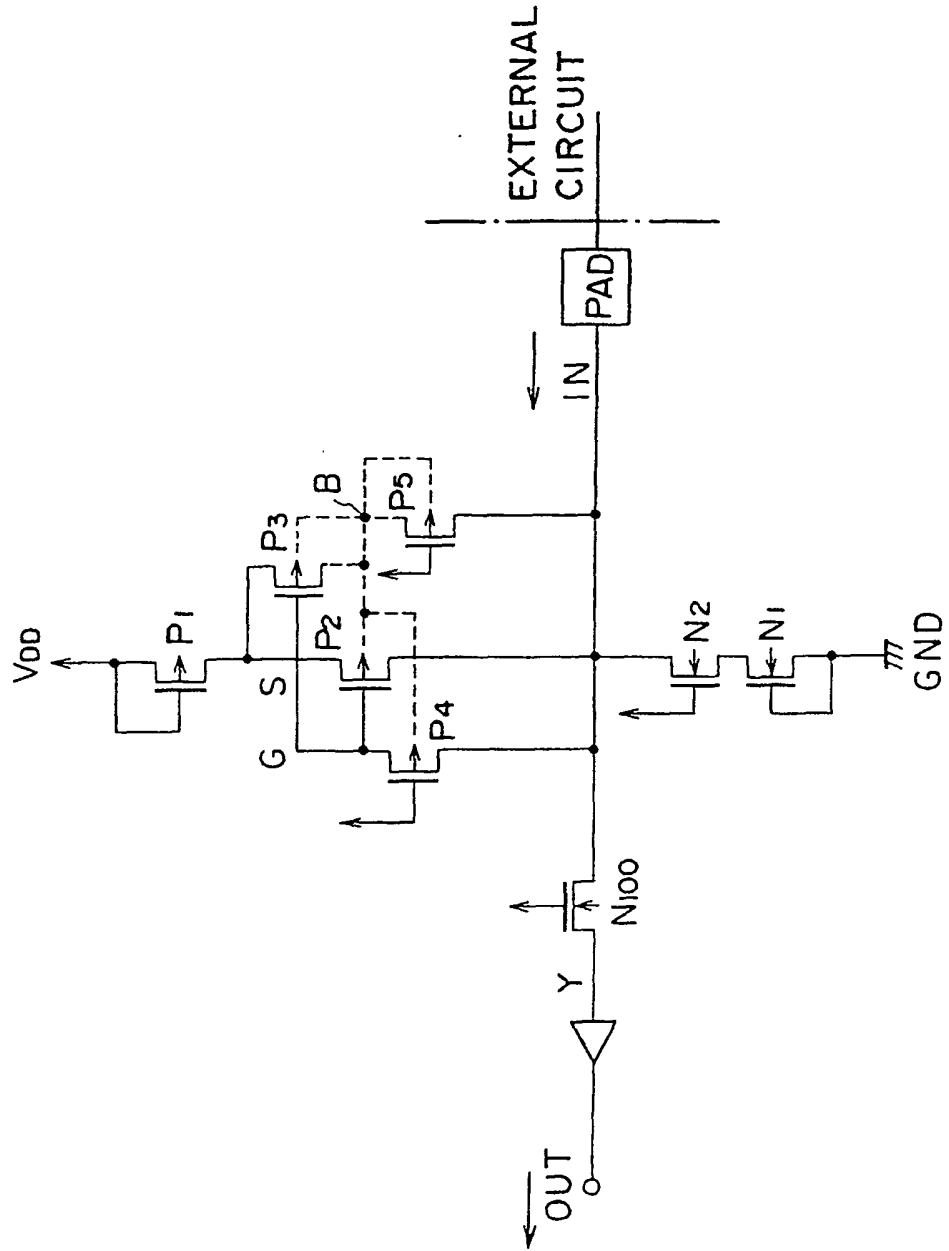 VDD
P1
P3
B
S
P2
P5
G
P4
EXTERNAL
CIRCUIT
PAD
IN
N2
N1
GND
N100
Y
OUT